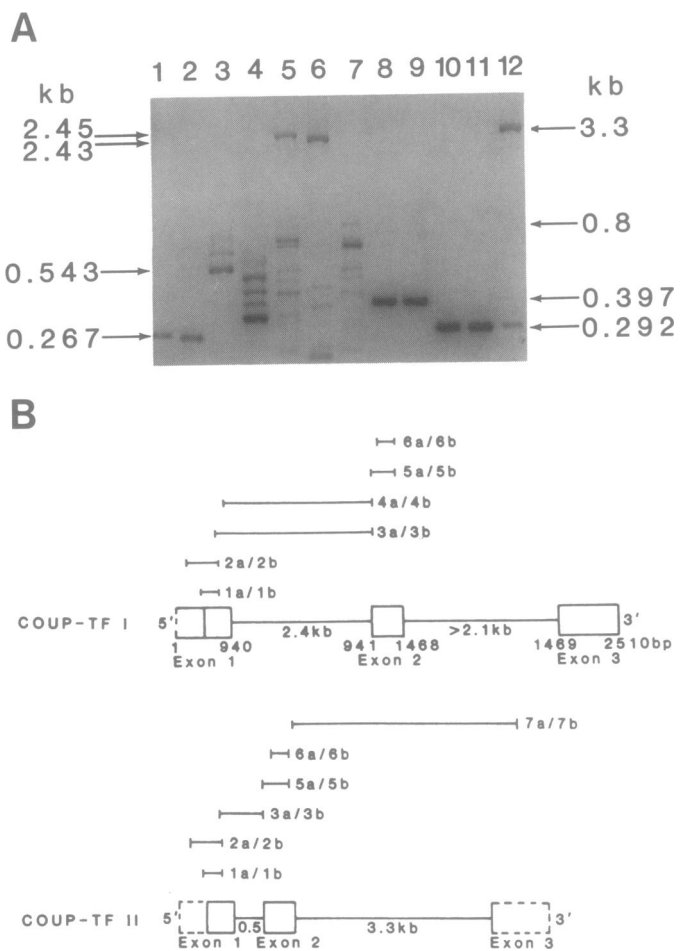 A
1 2 3 4 5 6 7 8 9 10 11 12
kb
kb
2.45
3.3
2.43
0.8
0.543
0.397
0.267
0.292
B
6a/6b
5a/5b
4a/4b
3a/3b
2a/2b
1a/1b
COUP-TF I
5'
3'
2.4kb
>2.1kb
1
940
941
1468
1469
2510bp
Exon 1
Exon 2
Exon 3
7a/7b
6a/6b
5a/5b
3a/3b
2a/2b
1a/1b
COUP-TF II
5'
3'
0.5
3.3kb
Exon 1
Exon 2
Exon 3